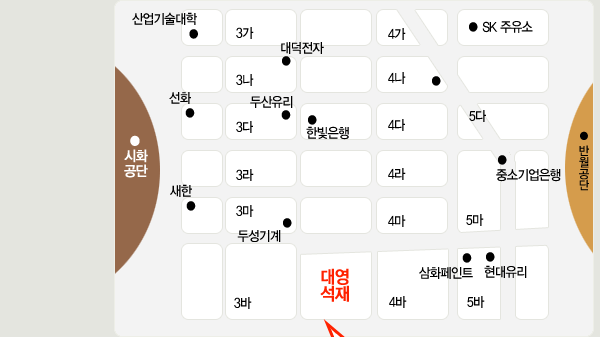 산업기술대학
3가
4가
SK 주유소
대덕전자
3나
4나
선화
두산유리
3다
한빛은행
4다
5다
시화
공단
반월공단
3라
4라
중소기업은행
새한
3마
4마
5마
두성기계
대영
석재
삼화페인트
현대유리
3바
4바
5바